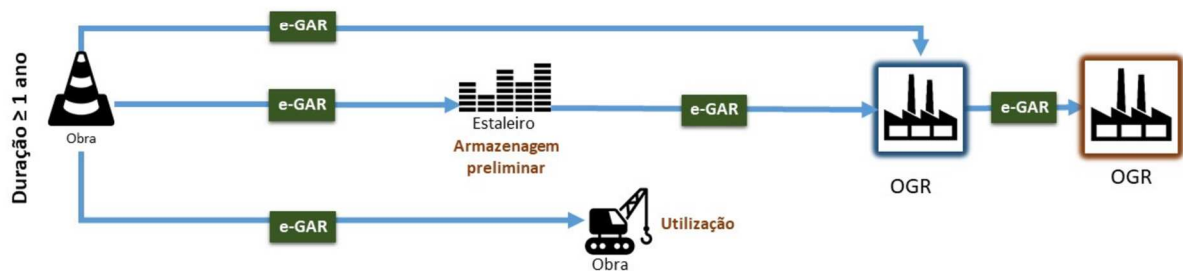 e-GAR
Duração ≥ 1 ano
Obra
e-GAR
Estaleiro
Armazenagem
preliminar
e-GAR
OGR
e-GAR
OGR
e-GAR
Utilização
Obra